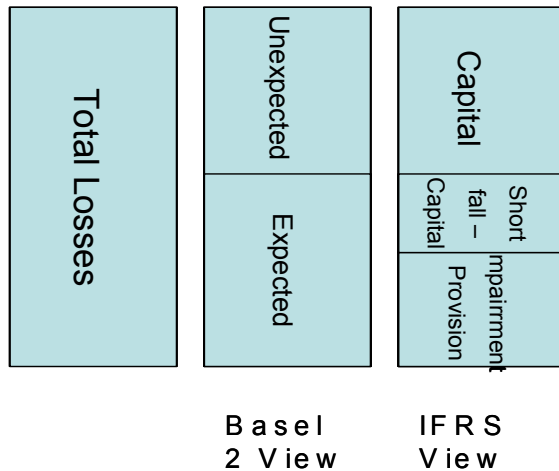 Total Losses
Unexpected
Expected
Capital
Short
fall –
Capital
mpairrment
Provision
Basel
2 View
IFRS
View